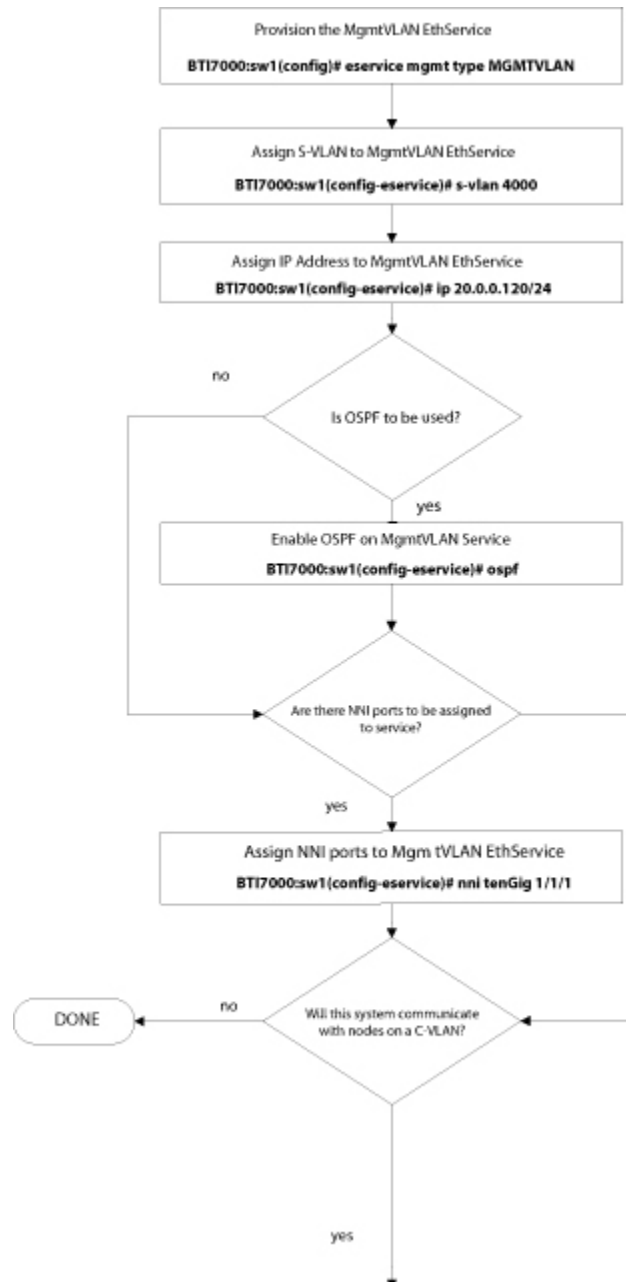 Provision the MgmtVLAN EthService
BTI7000:sw1(config)# eservice mgmt type MGMTVLAN
Assign S-VLAN to MgmtVLAN EthService
BTI7000:sw1(config-eservice)# s-vlan 4000
Assign IP Address to MgmtVLAN EthService
BTI7000:sw1(config-eservice)# ip 20.0.0.120/24
no
Is OSPF to be used?
yes
Enable OSPF on MgmtVLAN Service
BTI7000:sw1(config-eservice)# ospf
Are there NNI ports to be assigned
to service?
yes
Assign NNI ports to Mgm tVLAN EthService
BTI7000:sw1(config-eservice)# nni tenGig 1/1/1
DONE
no
Will this system communicate
with nodes on a C-VLAN?
yes